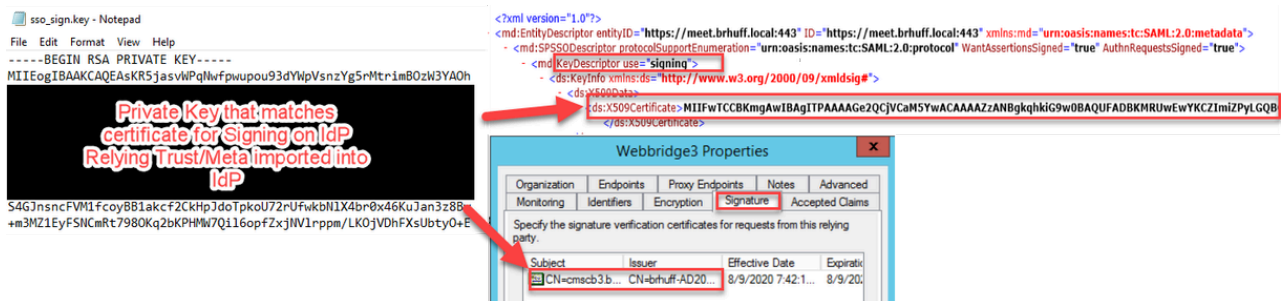 sso_sign.key - Notepad
File Edit Format View Help
-----BEGIN RSA PRIVATE KEY-----
MIIEogIBAAKCAQEAsKR5jasvWPqNwfpwupou93dYWpVsnzYg5rMtrimBOzW3YAOh
Private Key that matches
certificate for Signing on IdP
Relying Trust/Meta imported into
IdP
S4GJnsncFVM1fcoyBB1akcf2CkHpJdoTpkoU72rUfwkbNlX4br0x46KuJan3z8B
+m3MZ1EyFSNCmRt798OKq2bKPHMW7Qil6opfZxjNVlrppm/LKOjVDhFXsUbtyO+E
<?xml version="1.0"?>
<md:EntityDescriptor entityID="https://meet.brhuff.local:443" ID="https://meet.brhuff.local:443" xmlns:md="urn:oasis:names:tc:SAML:2.0:metadata">
- <md:SPSSODescriptor protocolSupportEnumeration="urn:oasis:names:tc:SAML:2.0:protocol" WantAssertionsSigned="true" AuthnRequestsSigned="true">
- <md:KeyDescriptor use="signing">
- <ds:KeyInfo xmlns:ds="http://www.w3.org/2000/09/xmldsig#">
- <ds:X509Data>
<ds:X509Certificate>MIIFwTCCBKmgAwIBAgITPAAAAGe2QCjVCaM5YwACAAAAZzANBgkqhkiG9w0BAQUFADBKMRUwEwYKCZImiZPyLGQB
</ds:X509Certificate>
Webbridge3 Properties
x
Organization Endpoints Proxy Endpoints Notes Advanced
Monitoring Identifiers Encryption Signature Accepted Claims
Specify the signature verification certificates for requests from this relying
party.
Subject Issuer Effective Date Expiratic
CN=cmscb3.b... CN=brhuff-AD20... 8/9/2020 7:42:1... 8/9/20